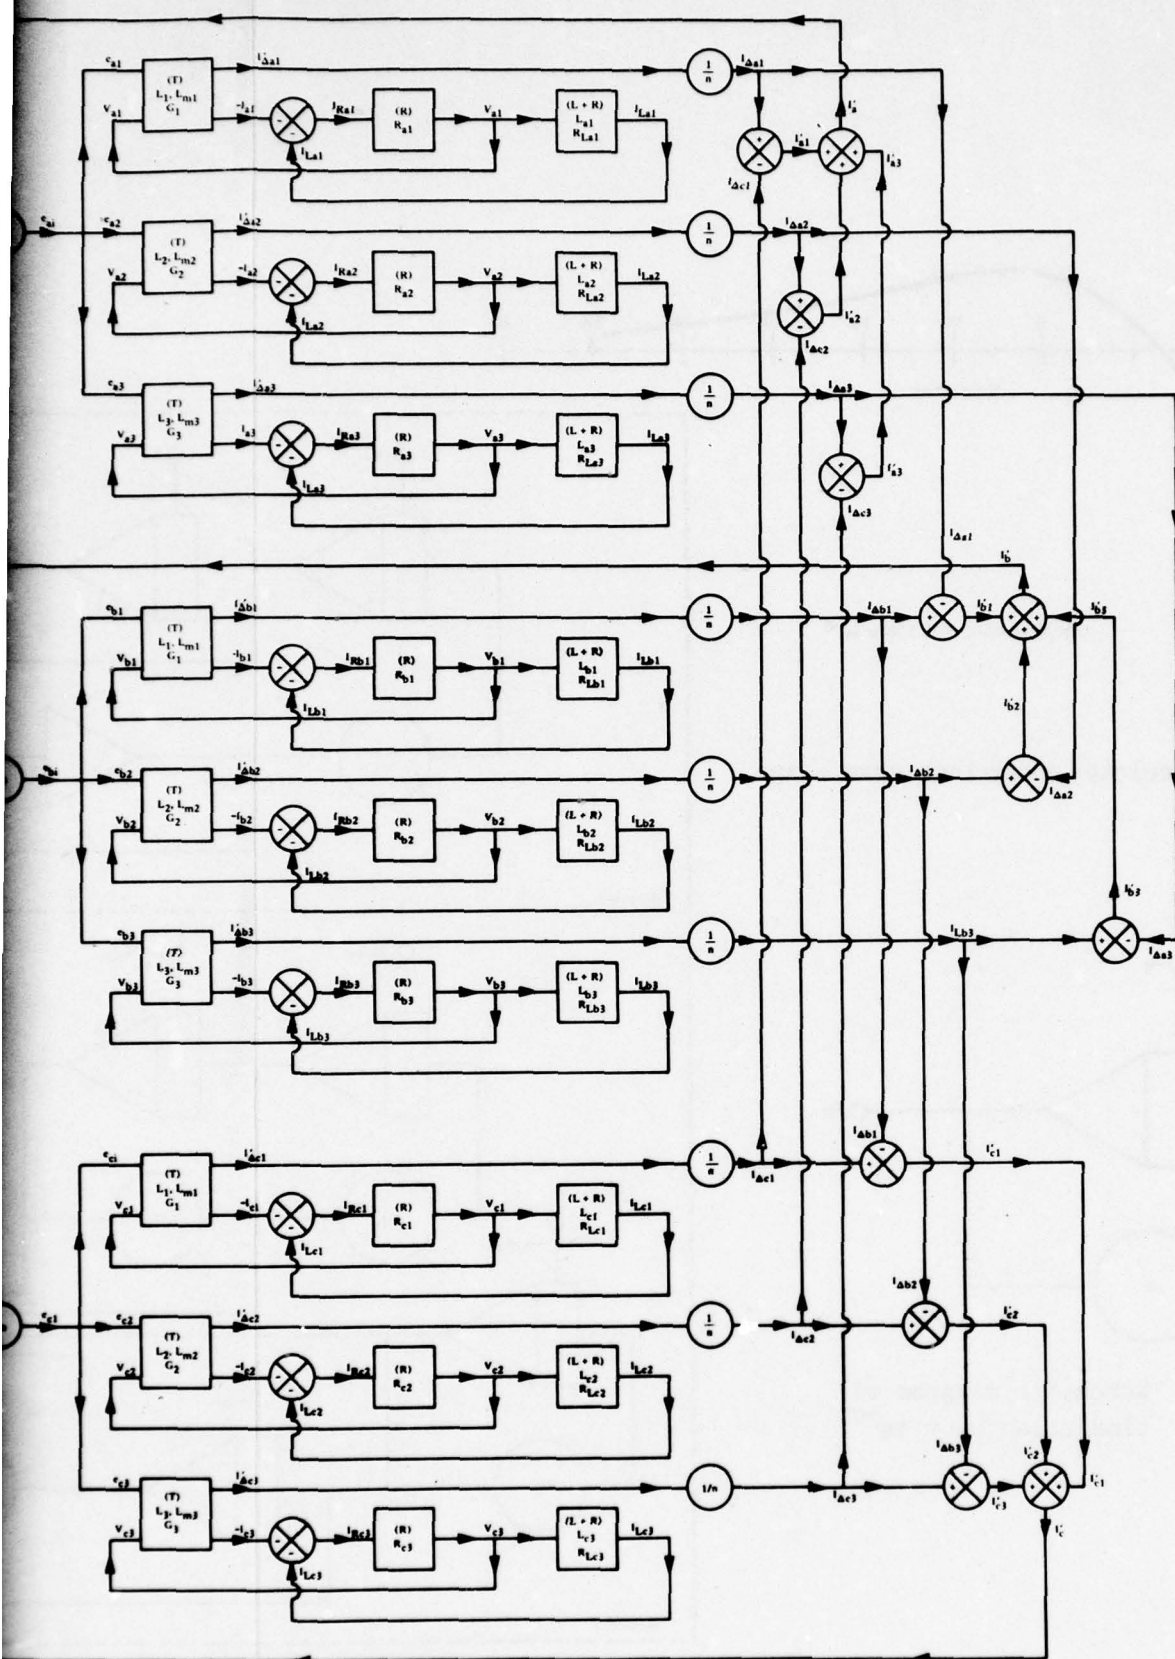 e_a1
(T)
L_1, L_m1
G_1
V_a1
i'_Δa1
-i_a1
i_Ra1
i_La1
(R)
R_a1
V_a1
(L + R)
L_a1
R_La1
i_La1
1/n
i_Δa1
i'_a
i'_a1
i'_a3
i_Δc1
e_ai
-e_a2
(T)
L_2, L_m2
G_2
V_a2
i'_Δa2
-i_a2
i_Ra2
i_La2
(R)
R_a2
V_a2
(L + R)
L_a2
R_La2
i_La2
1/n
i_Δa2
i'_a2
i_Δc2
e_a3
(T)
L_3, L_m3
G_3
V_a3
i'_Δa3
i_a3
i_Ra3
i_La3
(R)
R_a3
V_a3
(L + R)
L_a3
R_La3
i_La3
1/n
i_Δa3
i'_a3
i_Δc3
i_Δa1
i'_b
e_b1
(T)
L_1, L_m1
G_1
V_b1
i'_Δb1
-i_b1
i_Rb1
i_Lb1
(R)
R_b1
V_b1
(L + R)
L_b1
R_Lb1
i_Lb1
1/n
i_Δb1
i'_b1
i'_b3
i'_b2
e_bi
e_b2
(T)
L_2, L_m2
G_2
V_b2
i'_Δb2
-i_b2
i_Rb2
i_Lb2
(R)
R_b2
V_b2
(L + R)
L_b2
R_Lb2
i_Lb2
1/n
i_Δb2
i_Δa2
i'_b3
e_b3
(T)
L_3, L_m3
G_3
V_b3
i'_Δb3
-i_b3
i_Rb3
i_Lb3
(R)
R_b3
V_b3
(L + R)
L_b3
R_Lb3
i_Lb3
1/n
i_Lb3
i_Δa3
e_ci
(T)
L_1, L_m1
G_1
V_c1
i'_Δc1
-i_c1
i_Rc1
i_Lc1
(R)
R_c1
V_c1
(L + R)
L_c1
R_Lc1
i_Lc1
1/n
i_Δc1
i_Δb1
i'_c1
e_c1
e_c2
(T)
L_2, L_m2
G_2
V_c2
i'_Δc2
-i_c2
i_Rc2
i_Lc2
(R)
R_c2
V_c2
(L + R)
L_c2
R_Lc2
i_Lc2
1/n
i_Δc2
i_Δb2
i'_c2
e_c3
(T)
L_3, L_m3
G_3
V_c3
i'_Δc3
-i_c3
i_Rc3
i_Lc3
(R)
R_c3
V_c3
(L + R)
L_c3
R_Lc3
i_Lc3
1/n
i_Δc3
i_Δb3
i'_c2
i'_c3
i'_c1
i'_c